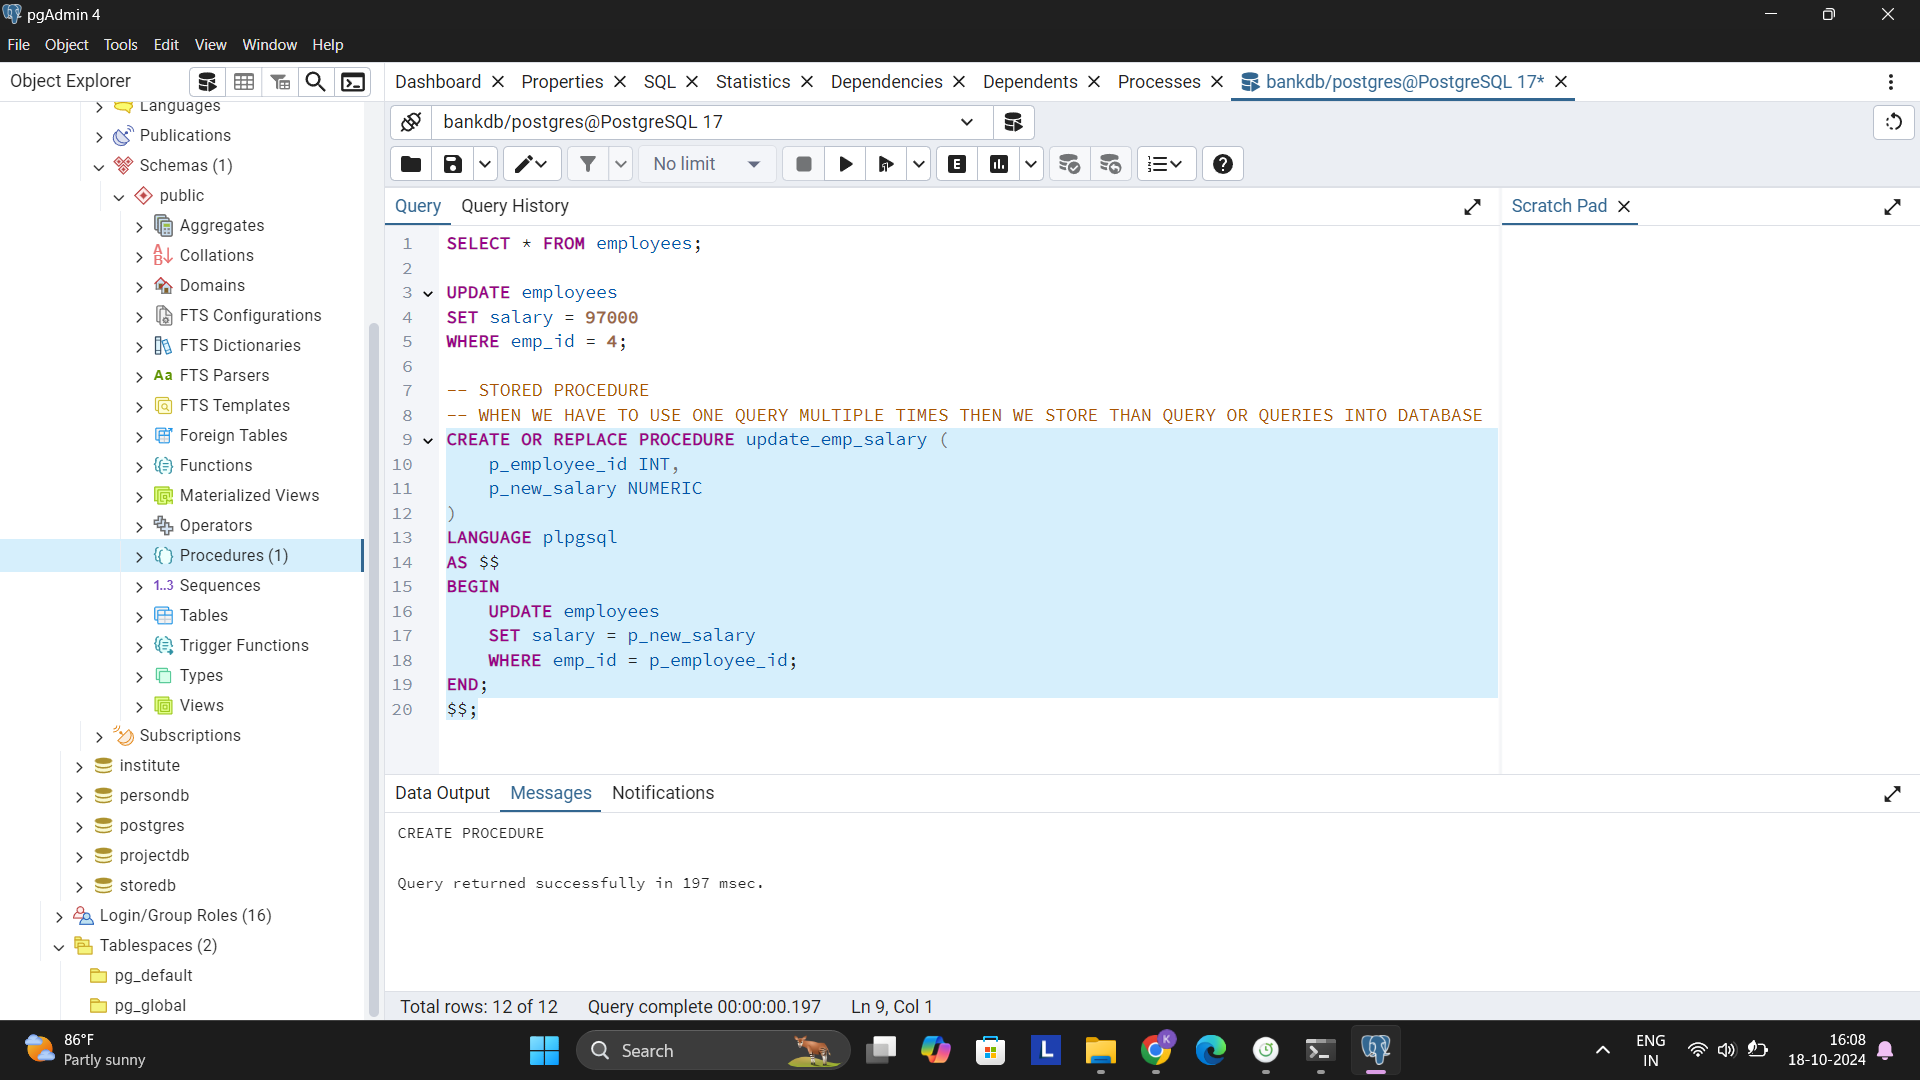 pgAdmin 4
File Object Tools Edit View Window Help
Object Explorer
Languages
Publications
Schemas (1)
public
Aggregates
Collations
Domains
FTS Configurations
FTS Dictionaries
Aa FTS Parsers
FTS Templates
Foreign Tables
Functions
Materialized Views
Operators
Procedures (1)
1..3 Sequences
Tables
Trigger Functions
Types
Views
Subscriptions
institute
persondb
postgres
projectdb
storedb
Login/Group Roles (16)
Tablespaces (2)
pg_default
pg_global
Dashboard Properties SQL Statistics Dependencies Dependents Processes bankdb/postgres@PostgreSQL 17*
bankdb/postgres@PostgreSQL 17
No limit E
Query Query History
Scratch Pad
1 SELECT * FROM employees;
2
3 UPDATE employees
4 SET salary = 97000
5 WHERE emp_id = 4;
6
7 -- STORED PROCEDURE
8 -- WHEN WE HAVE TO USE ONE QUERY MULTIPLE TIMES THEN WE STORE THAN QUERY OR QUERIES INTO DATABASE
9 CREATE OR REPLACE PROCEDURE update_emp_salary (
10 p_employee_id INT,
11 p_new_salary NUMERIC
12 )
13 LANGUAGE plpgsql
14 AS $$
15 BEGIN
16 UPDATE employees
17 SET salary = p_new_salary
18 WHERE emp_id = p_employee_id;
19 END;
20 $$;
Data Output Messages Notifications
CREATE PROCEDURE
Query returned successfully in 197 msec.
Total rows: 12 of 12 Query complete 00:00:00.197 Ln 9, Col 1
86°F
Partly sunny
Search
L
K
ENG
IN
16:08
18-10-2024